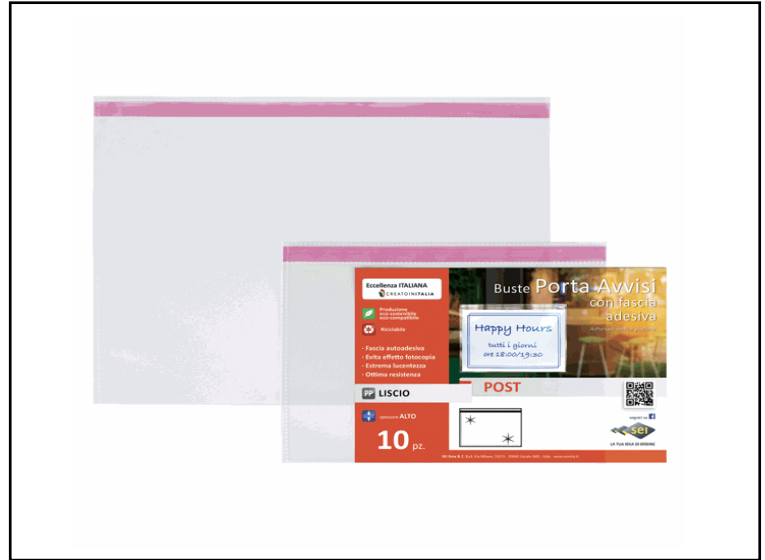 Eccellenza ITALIANA
CREATOINITALIA
Produzione
eco-sostenibile
eco-compatibile
Riciclabile
· Fascia autoadesiva
· Evita effetto fotocopia
· Estrema lucentezza
· Ottima resistenza
PP LISCIO
spessore ALTO
10 pz.
Buste Porta Avvisi
con fascia
adesiva
Happy Hours
tutti i giorni
ore 18:00/19:30
POST
seguici su f
sei
LA TUA IDEA DI ORDINE